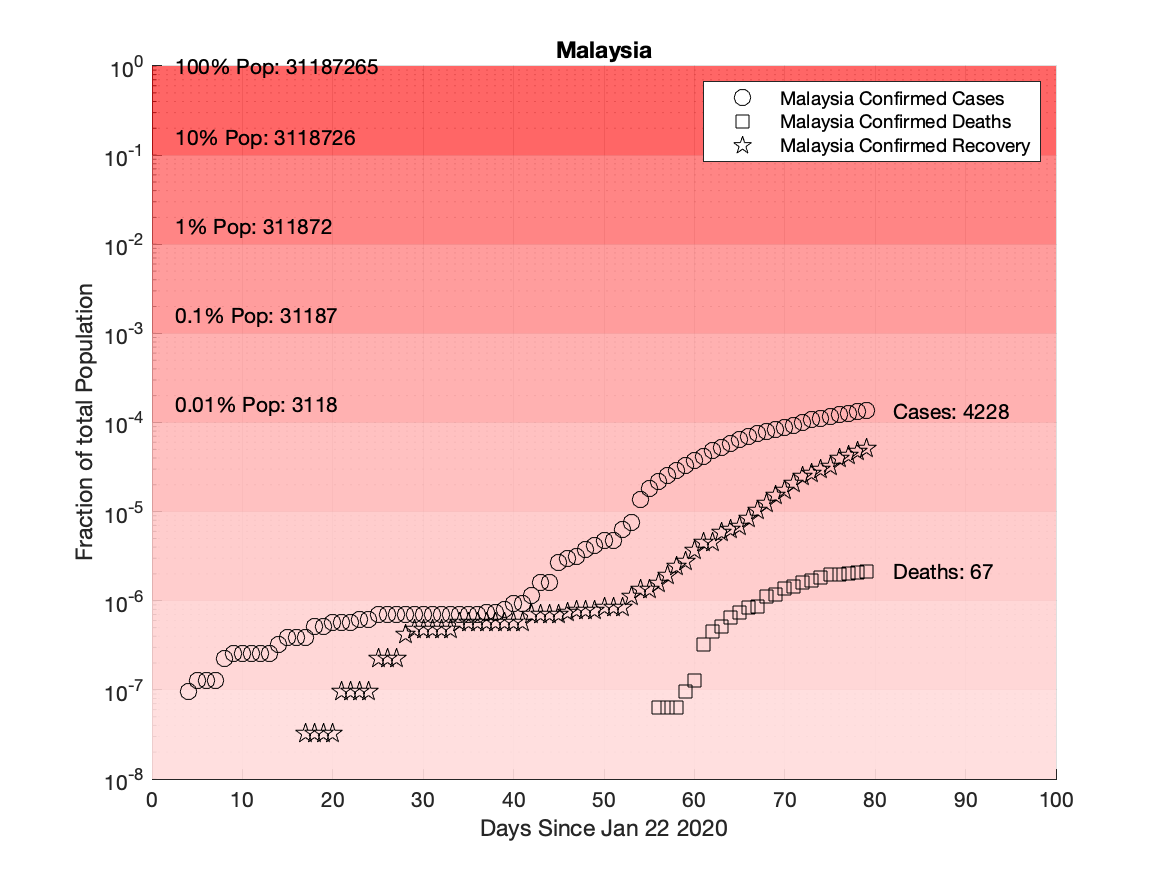 Malaysia
10^0
100% Pop: 31187265
Malaysia Confirmed Cases
Malaysia Confirmed Deaths
Malaysia Confirmed Recovery
10% Pop: 3118726
10^-1
1% Pop: 311872
10^-2
0.1% Pop: 31187
10^-3
0.01% Pop: 3118
Cases: 4228
10^-4
10^-5
Deaths: 67
10^-6
10^-7
10^-8
Fraction of total Population
0 10 20 30 40 50 60 70 80 90 100
Days Since Jan 22 2020